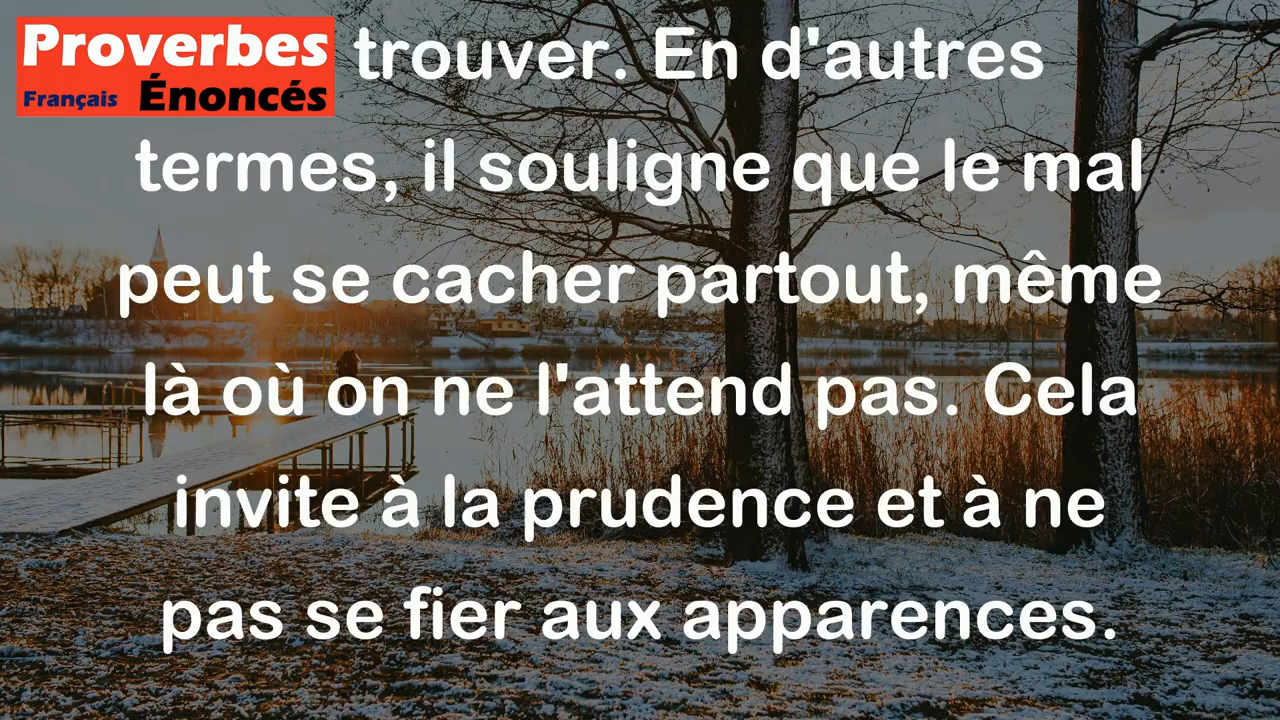 Proverbes
Français Énoncés
trouver. En d'autres
termes, il souligne que le mal
peut se cacher partout, même
là où on ne l'attend pas. Cela
invite à la prudence et à ne
pas se fier aux apparences.